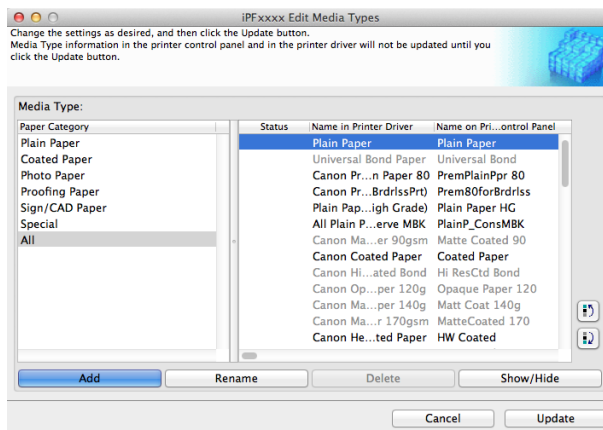 iPFxxxx Edit Media Types
Change the settings as desired, and then click the Update button.
Media Type information in the printer control panel and in the printer driver will not be updated until you
click the Update button.
Media Type:
Paper Category
Plain Paper
Coated Paper
Photo Paper
Proofing Paper
Sign/CAD Paper
Special
All
Status Name in Printer Driver Name on Pri...ontrol Panel
Plain Paper Plain Paper
Universal Bond Paper Universal Bond
Canon Pr...n Paper 80 PremPlainPpr 80
Canon Pr...BrdrlssPrt) Prem80forBrdrlss
Plain Pap...igh Grade) Plain Paper HG
All Plain P...erve MBK PlainP_ConsMBK
Canon Ma...er 90gsm Matte Coated 90
Canon Coated Paper Coated Paper
Canon Hi...ated Bond Hi ResCtd Bond
Canon Op...per 120g Opaque Paper 120
Canon Ma...per 140g Matt Coat 140g
Canon Ma...r 170gsm MatteCoated 170
Canon He...ted Paper HW Coated
Add Rename Delete Show/Hide
Cancel Update